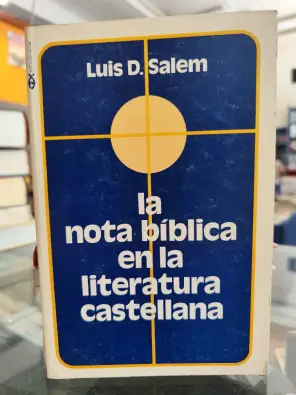 Luis D. Salem
la
nota bíblica
en la
literatura
castellana